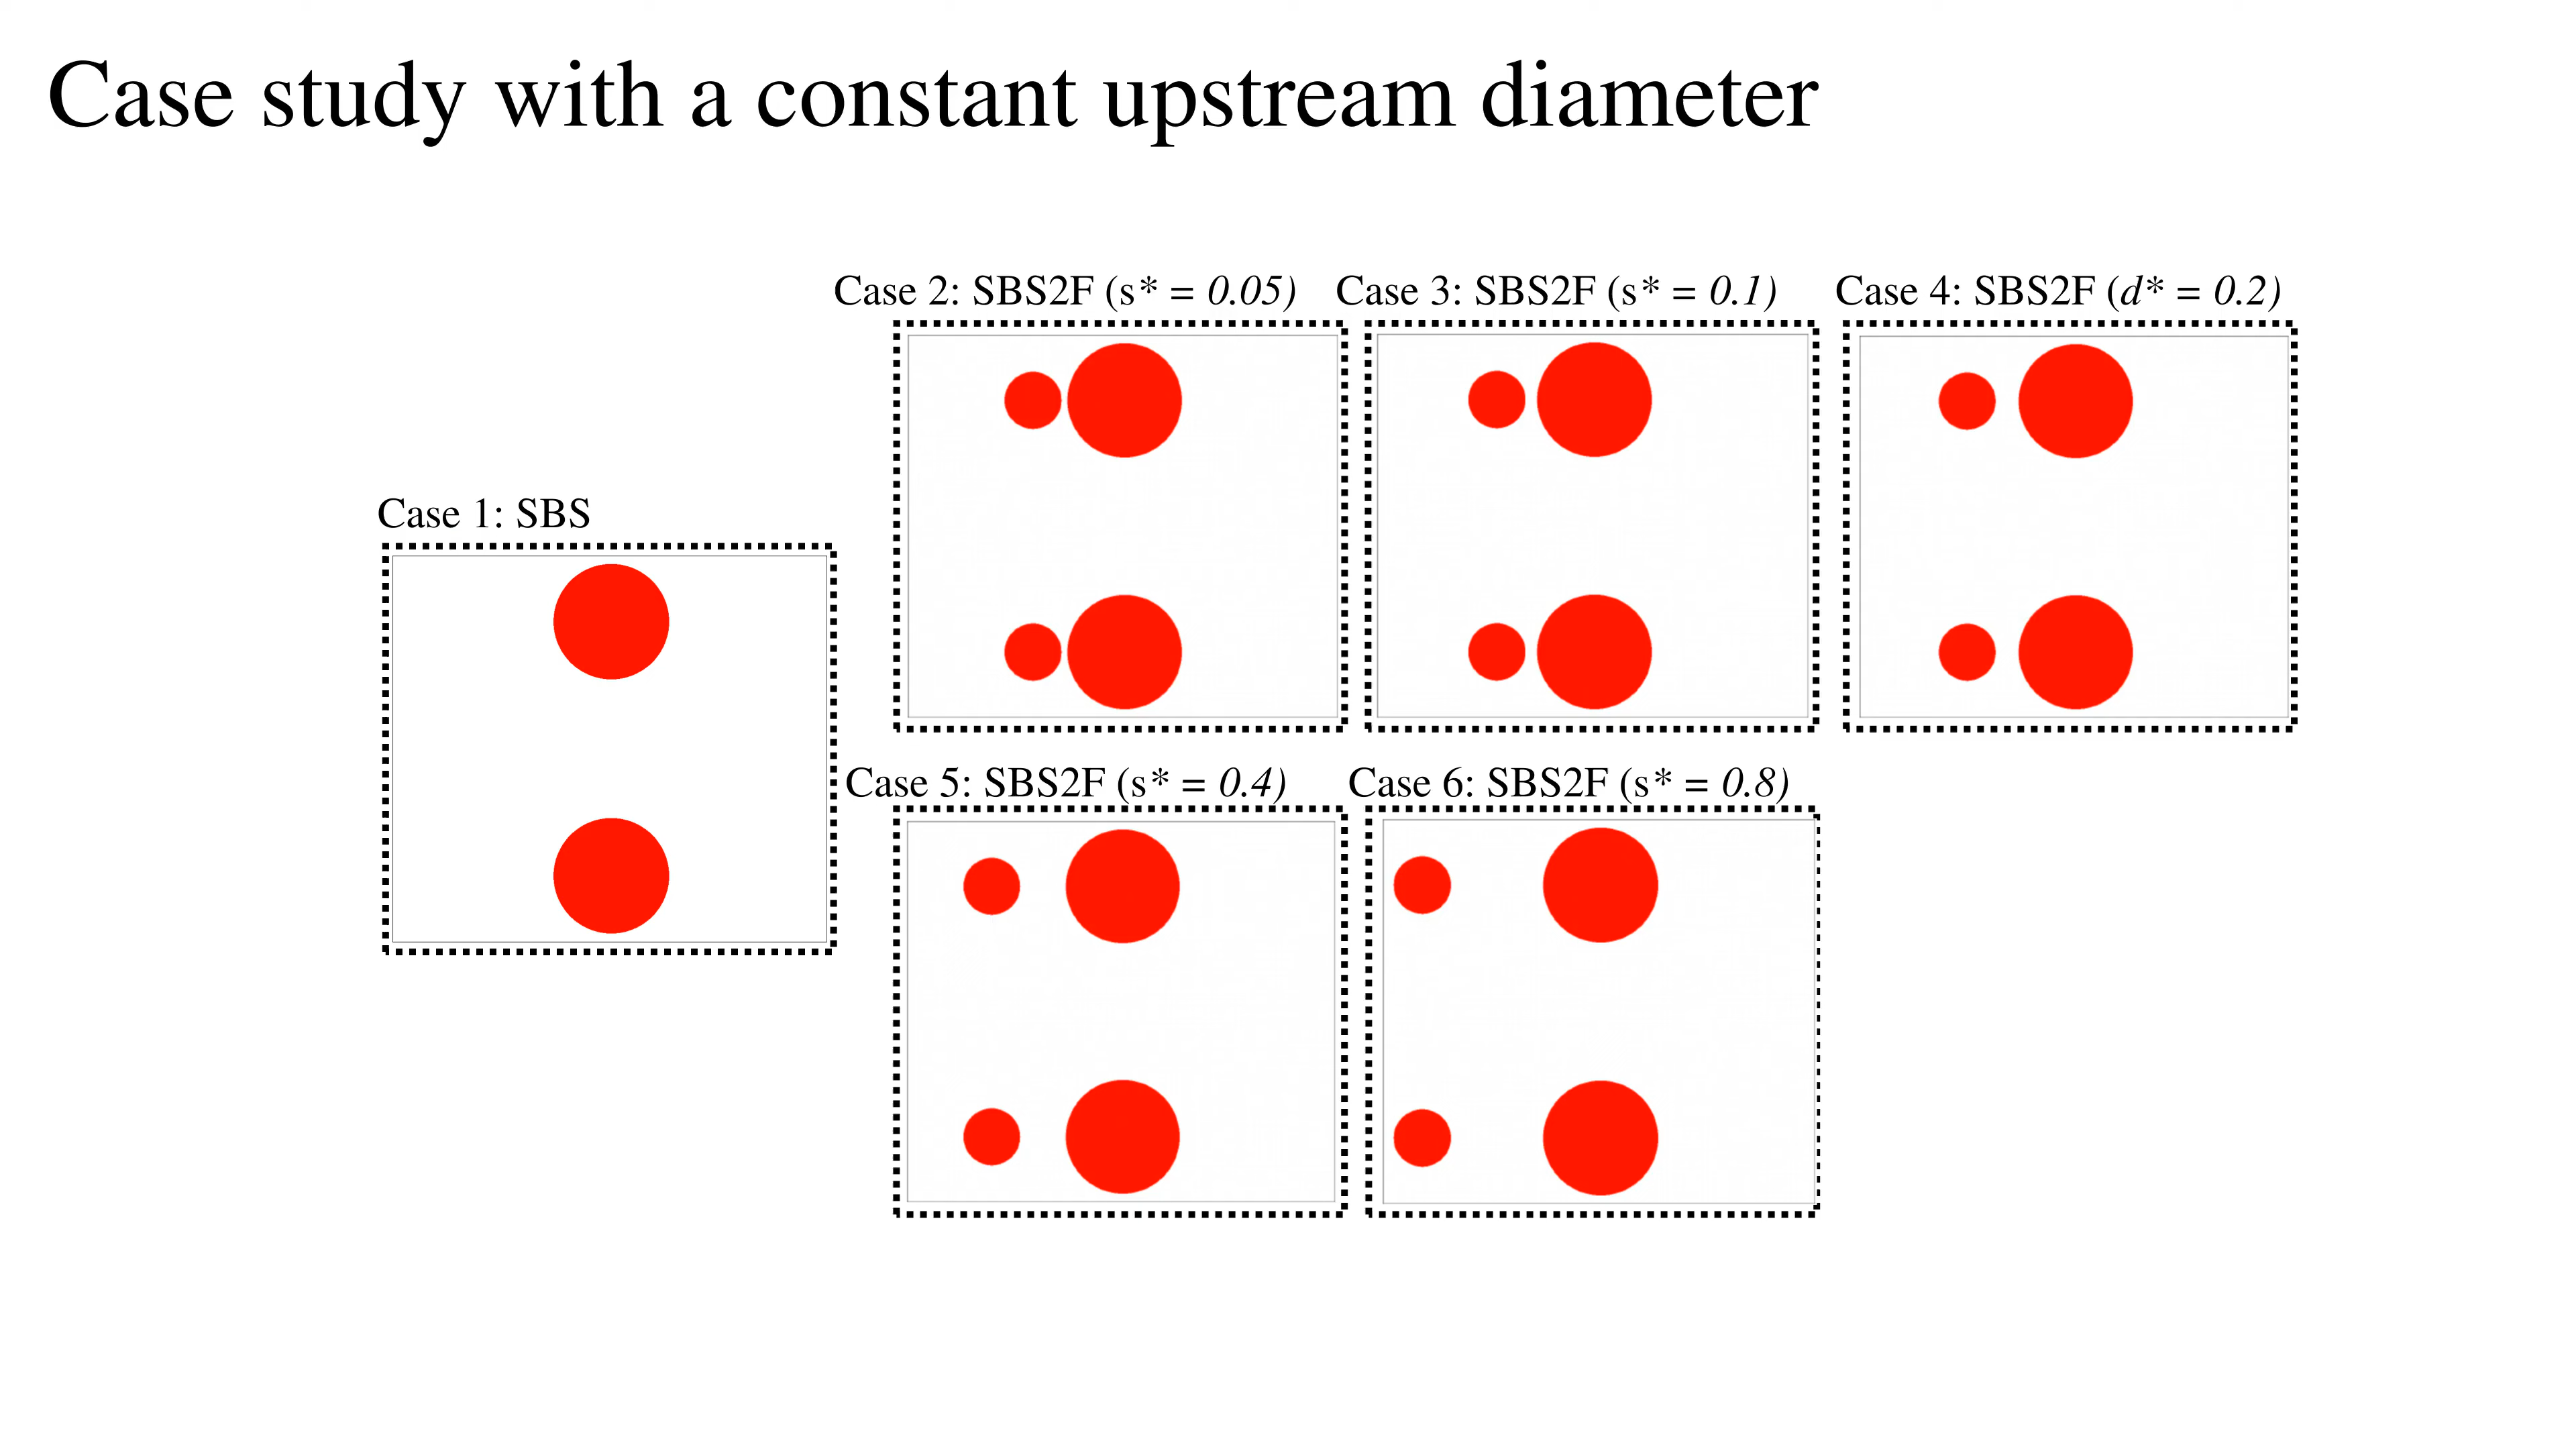 Case study with a constant upstream diameter
Case 1: SBS
Case 2: SBS2F (s* = 0.05)
Case 3: SBS2F (s* = 0.1)
Case 4: SBS2F (d* = 0.2)
Case 5: SBS2F (s* = 0.4)
Case 6: SBS2F (s* = 0.8)